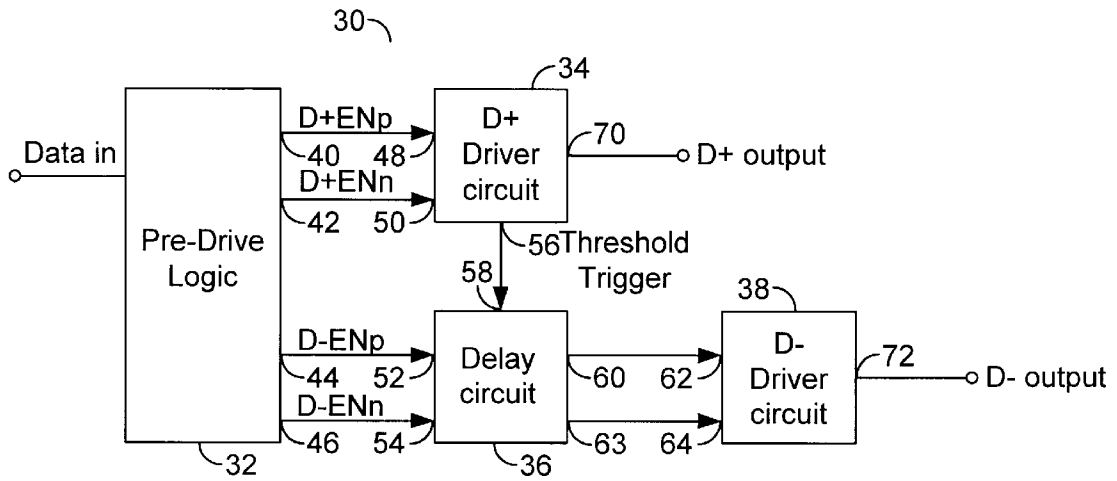 30
34
D+ENp
D+
Driver
circuit
70
D+ output
Data in
40
48
D+ENn
42
50
56
Threshold
Trigger
Pre-Drive
Logic
58
38
D-ENp
Delay
circuit
D-
Driver
circuit
72
D- output
44
52
60
62
D-ENn
46
54
63
64
32
36